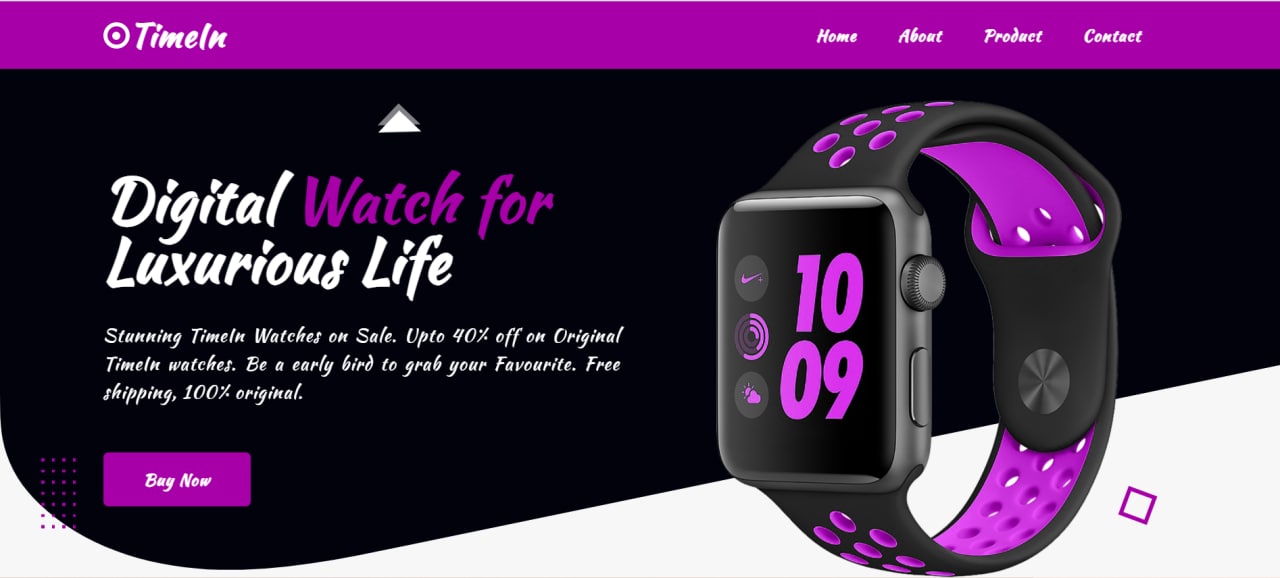 TimeIn
Home About Product Contact
Digital Watch for
Luxurious Life
Stunning TimeIn Watches on Sale. Upto 40% off on Original
TimeIn watches. Be a early bird to grab your Favourite. Free
shipping, 100% original.
Buy Now
10
09